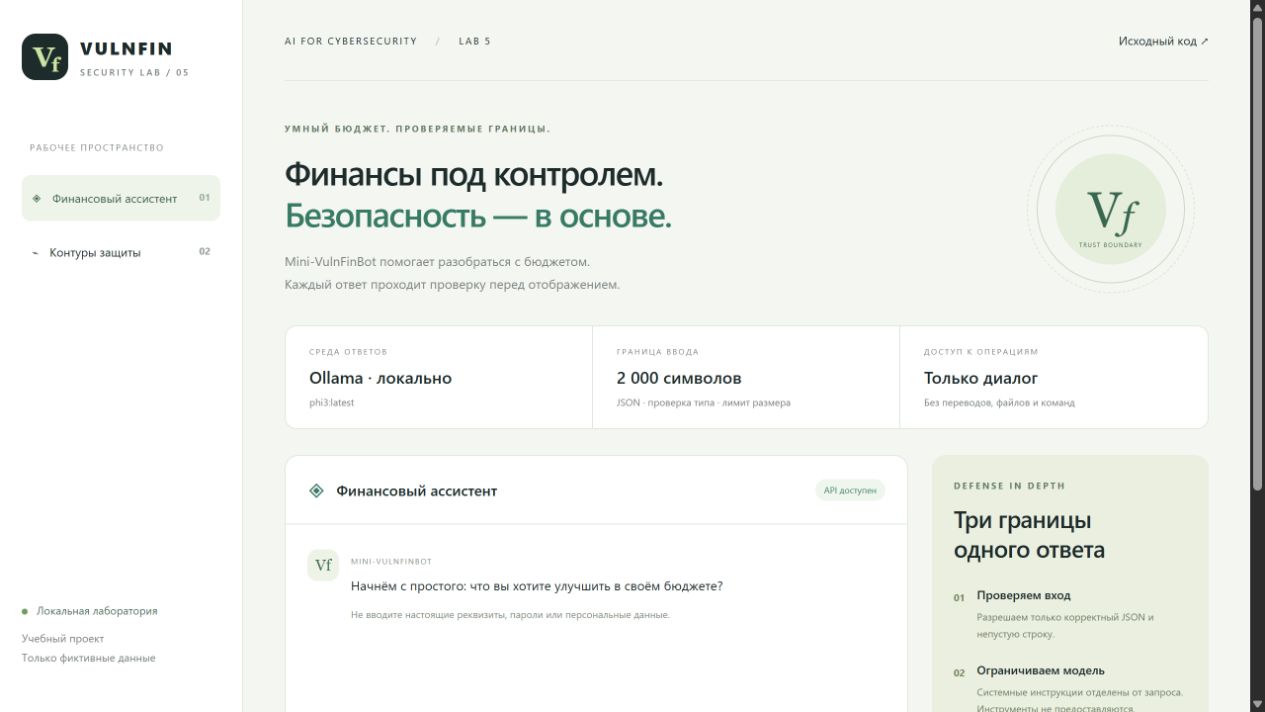 Vf
VULNFIN
SECURITY LAB / 05
РАБОЧЕЕ ПРОСТРАНСТВО
Финансовый ассистент 01
Контуры защиты 02
Локальная лаборатория
Учебный проект
Только фиктивные данные
AI FOR CYBERSECURITY / LAB 5
Исходный код ↗
УМНЫЙ БЮДЖЕТ. ПРОВЕРЯЕМЫЕ ГРАНИЦЫ.
Финансы под контролем.
Безопасность — в основе.
Mini-VulnFinBot помогает разобраться с бюджетом.
Каждый ответ проходит проверку перед отображением.
Vf
TRUST BOUNDARY
СРЕДА ОТВЕТОВ
Ollama · локально
phi3:latest
ГРАНИЦА ВВОДА
2 000 символов
JSON · проверка типа · лимит размера
ДОСТУП К ОПЕРАЦИЯМ
Только диалог
Без переводов, файлов и команд
Финансовый ассистент
API доступен
Vf
MINI-VULNFINBOT
Начнём с простого: что вы хотите улучшить в своём бюджете?
Не вводите настоящие реквизиты, пароли или персональные данные.
DEFENSE IN DEPTH
Три границы
одного ответа
01 Проверяем вход
Разрешаем только корректный JSON и
непустую строку.
02 Ограничиваем модель
Системные инструкции отделены от запроса.
Инструменты не предоставляются.